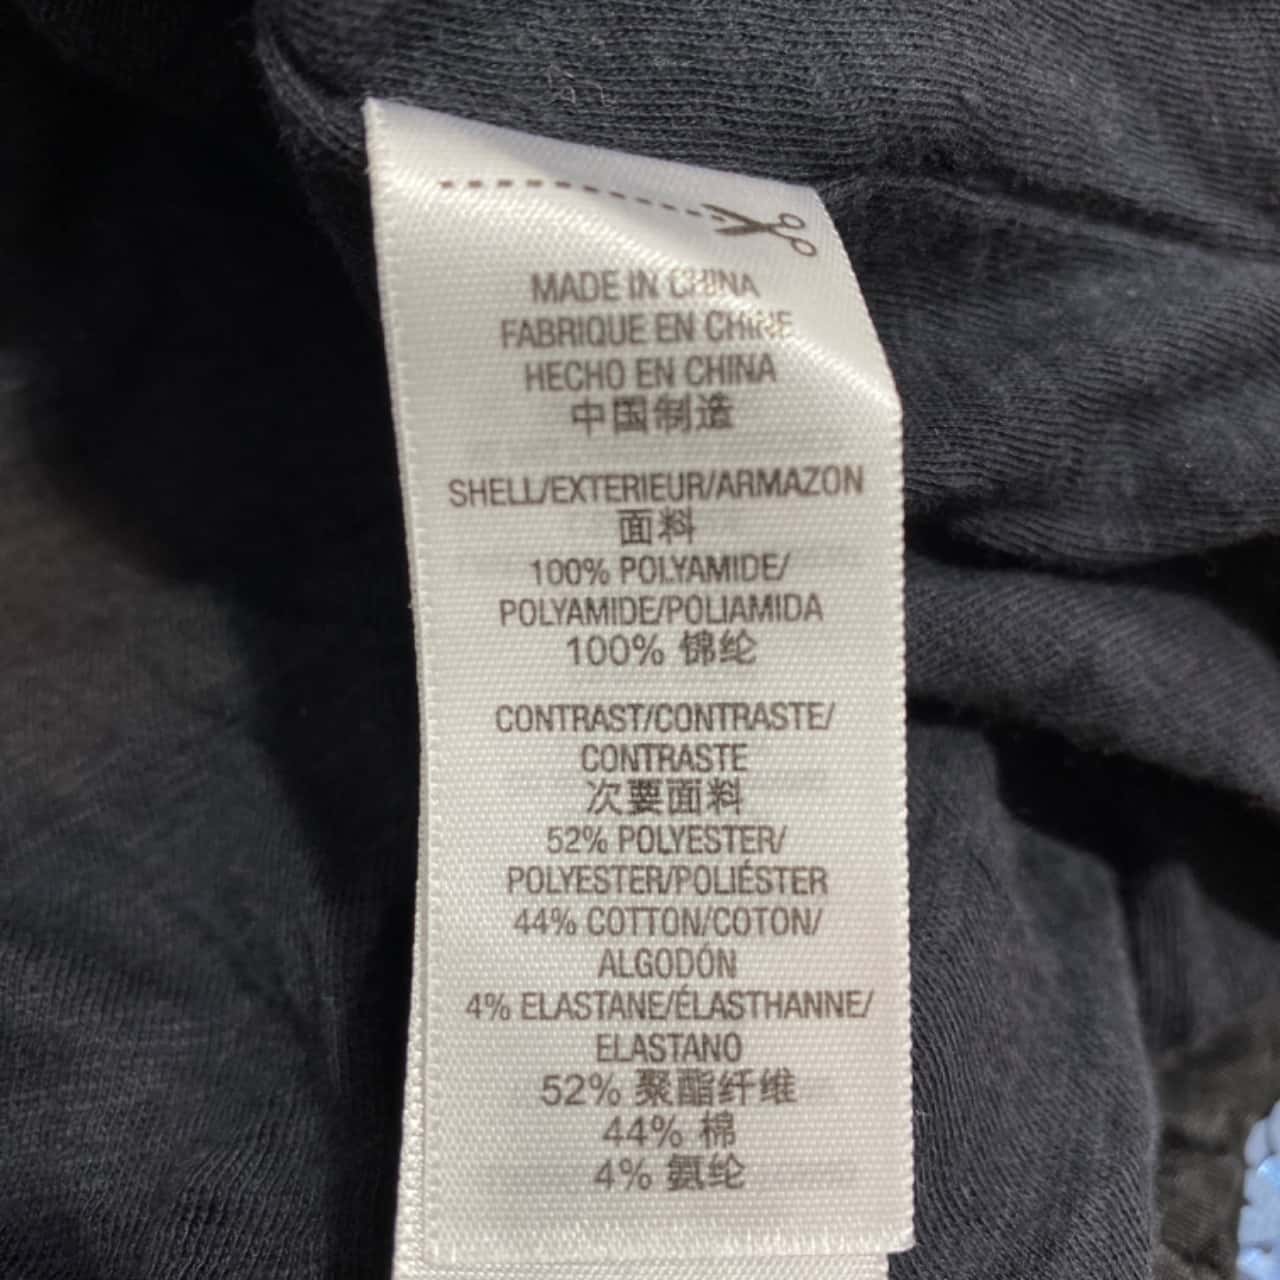 MADE IN CHINA
FABRIQUE EN CHINE
HECHO EN CHINA
中国制造
SHELL/EXTERIEUR/ARMAZON
面料
100% POLYAMIDE/
POLYAMIDE/POLIAMIDA
100% 锦纶
CONTRAST/CONTRASTE/
CONTRASTE
次要面料
52% POLYESTER/
POLYESTER/POLIÉSTER
44% COTTON/COTON/
ALGODÓN
4% ELASTANE/ÉLASTHANNE/
ELASTANO
52% 聚酯纤维
44% 棉
4% 氨纶